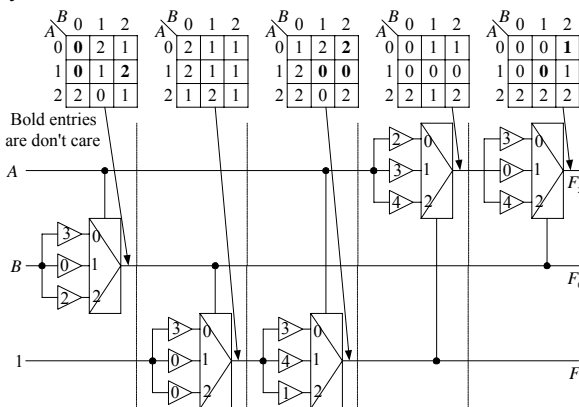 B B B B B
A 0 1 2 A 0 1 2 A 0 1 2 A 0 1 2 A 0 1 2
0 0 2 1 0 2 1 1 0 1 2 2 0 0 1 1 0 0 0 1
1 0 1 2 1 2 1 1 1 2 0 0 1 0 0 0 1 1 0 1
2 2 0 1 2 1 2 1 2 0 2 2 2 2 2 1 2 2 2 2
Bold entries
are don't care
2 0 3 0
A 3 1 0 1
4 2 4 2
3 0
B 0 1
2 2
3 0 3 0
1 0 1 4 1 F
0 2 1 2